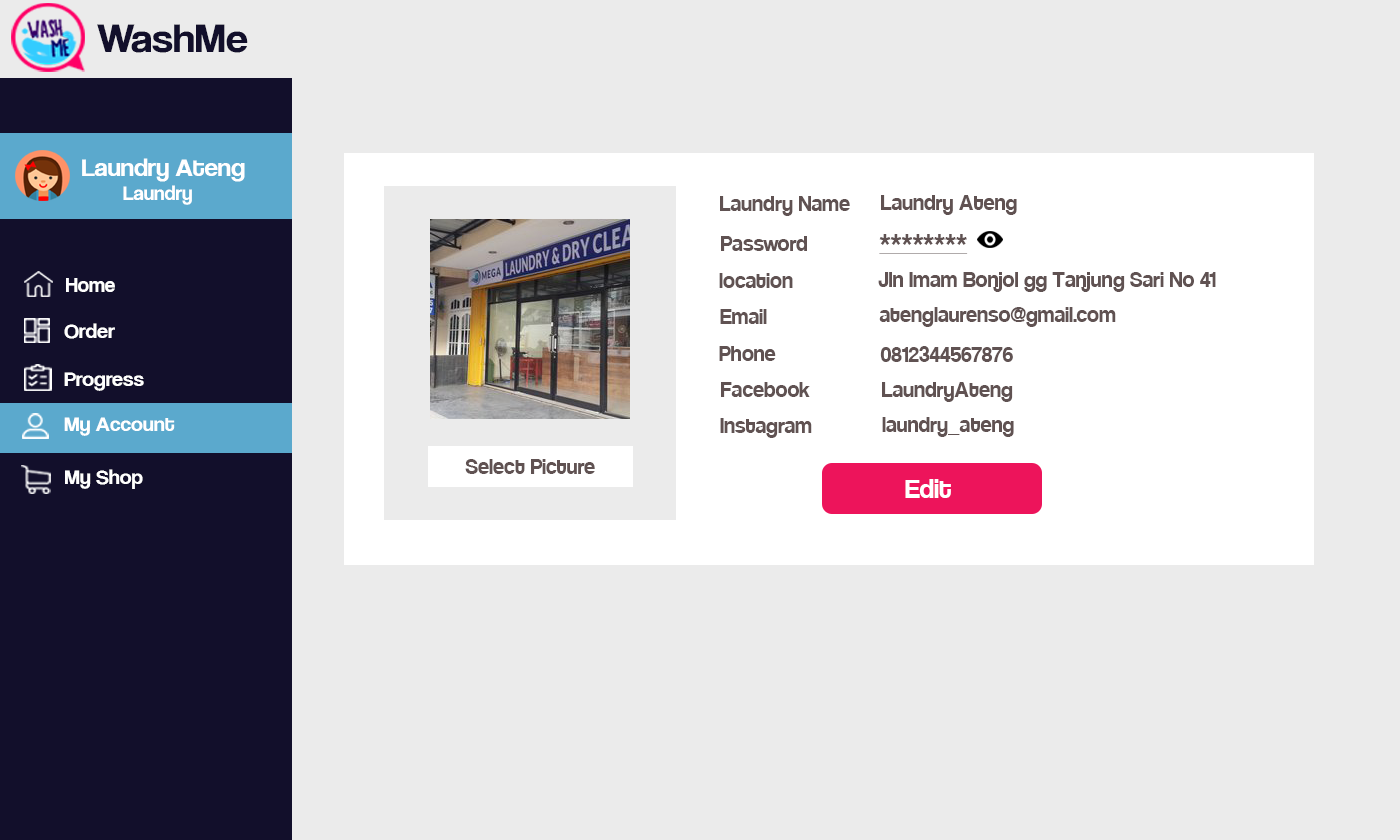 WASH
ME
WashMe
Laundry Ateng
Laundry
Home
Order
Progress
My Account
My Shop
MEGA LAUNDRY & DRY CLEA
Select Picture
Laundry Name Laundry Ateng
Password ********
location Jln Imam Bonjol gg Tanjung Sari No 41
Email atenglaurenso@gmail.com
Phone 0812344567876
Facebook LaundryAteng
Instagram laundry_ateng
Edit